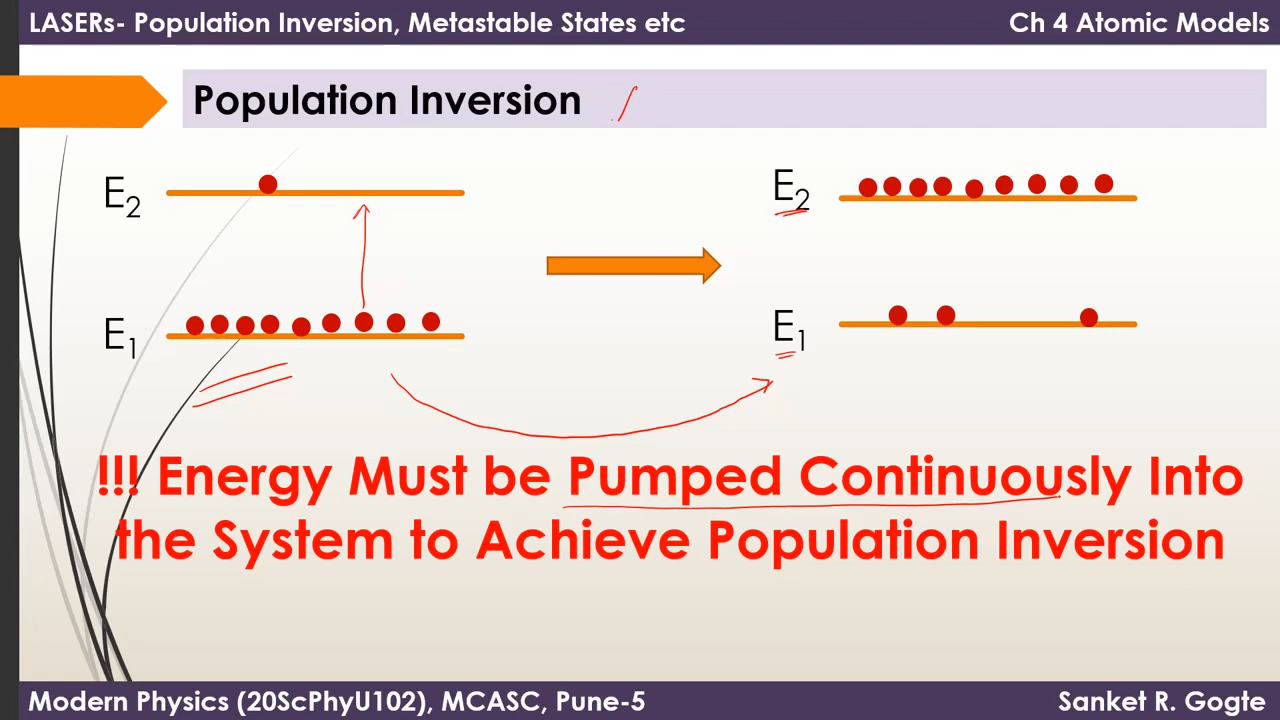 LASERs- Population Inversion, Metastable States etc
Ch 4 Atomic Models
Population Inversion
E2
E2
E1
E1
!!! Energy Must be Pumped Continuously Into
the System to Achieve Population Inversion
Modern Physics (20ScPhyU102), MCASC, Pune-5
Sanket R. Gogte